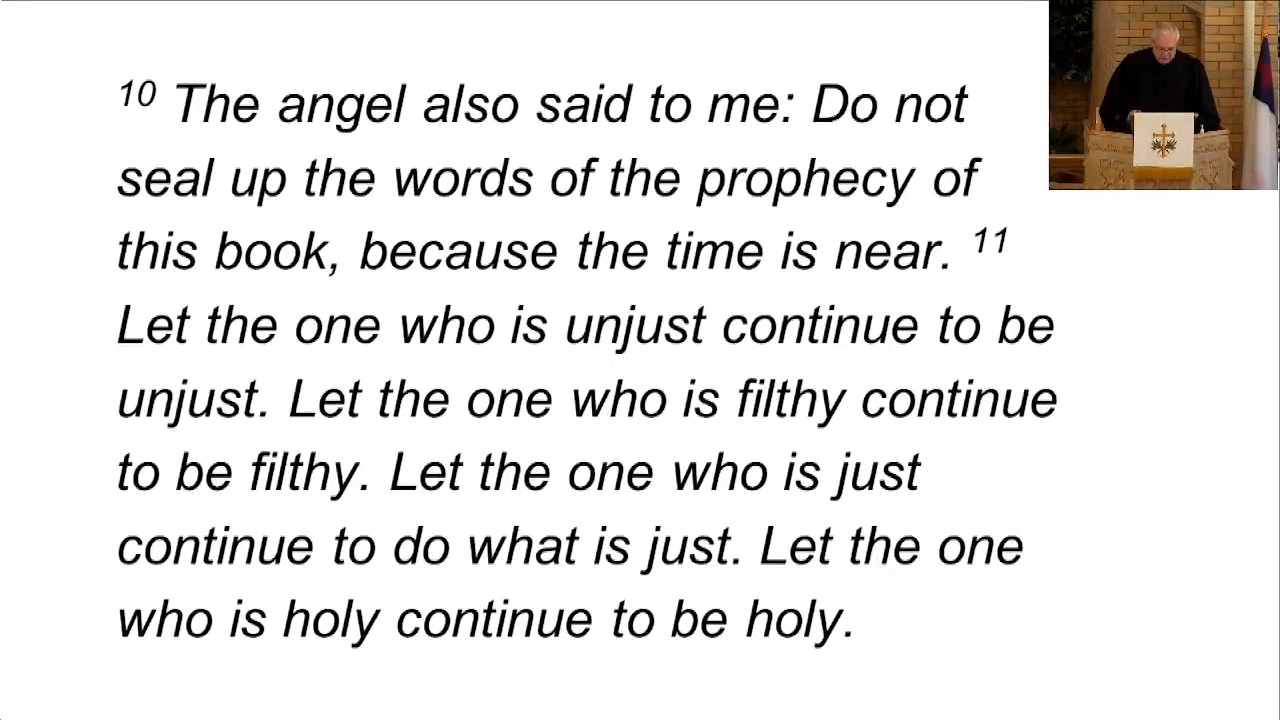 10 The angel also said to me: Do not
seal up the words of the prophecy of
this book, because the time is near. 11
Let the one who is unjust continue to be
unjust. Let the one who is filthy continue
to be filthy. Let the one who is just
continue to do what is just. Let the one
who is holy continue to be holy.